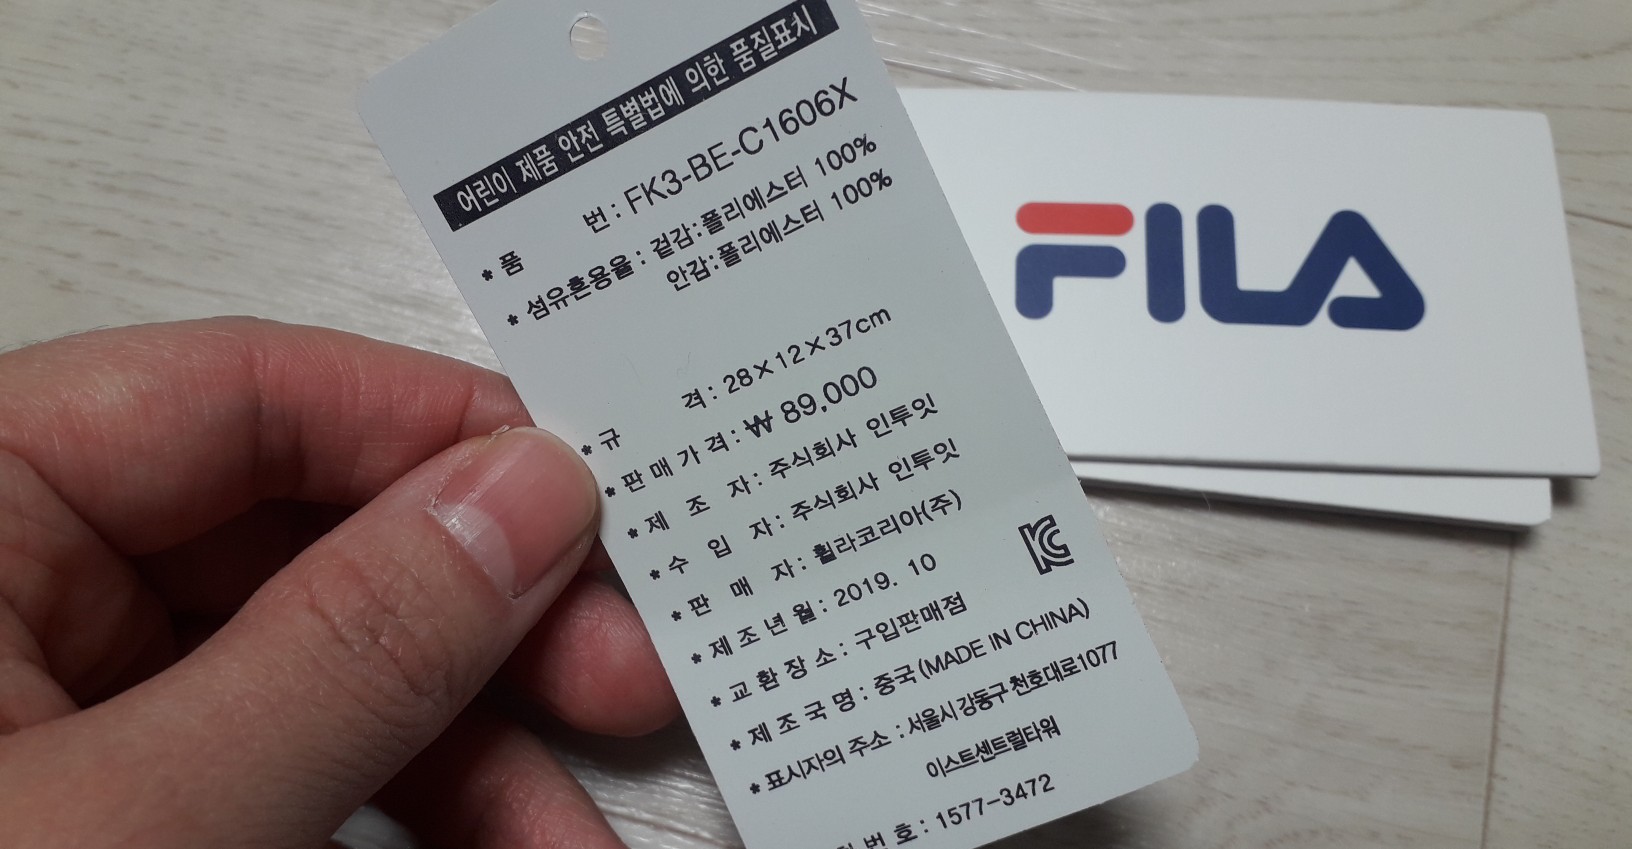 어린이 제품 안전 특별법에 의한 품질표시
* 품 번 : FK3-BE-C1606X
* 섬유혼용율 : 겉감:폴리에스터 100%
안감:폴리에스터 100%
* 규 격 : 28×12×37cm
* 판 매 가 격 : ₩ 89,000
* 제 조 자 : 주식회사 인투잇
* 수 입 자 : 주식회사 인투잇
* 판 매 자 : 휠라코리아(주)
* 제 조 년 월 : 2019. 10
* 교 환 장 소 : 구입판매점
* 제 조 국 명 : 중국 (MADE IN CHINA)
* 표시자의 주소 : 서울시 강동구 천호대로1077
이스트센트럴타워
번 호 : 1577-3472
KC
FILA